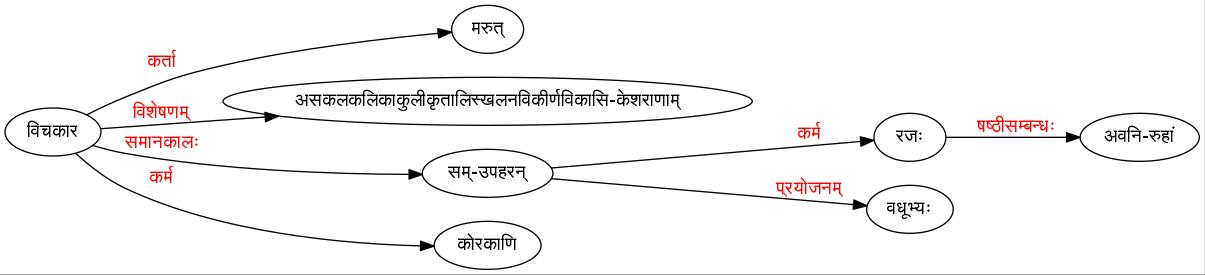 मरुत्
कर्ता
असकलकलिकाकुलीकृतालिस्खलनविकीर्णविकासि-केशराणाम्
विशेषणम्
विचकार
समानकालः
कर्म
सम्-उपहरन्
कर्म
रजः
षष्ठीसम्बन्धः
अवनि-रुहां
प्रयोजनम्
वधूभ्यः
कोरकाणि